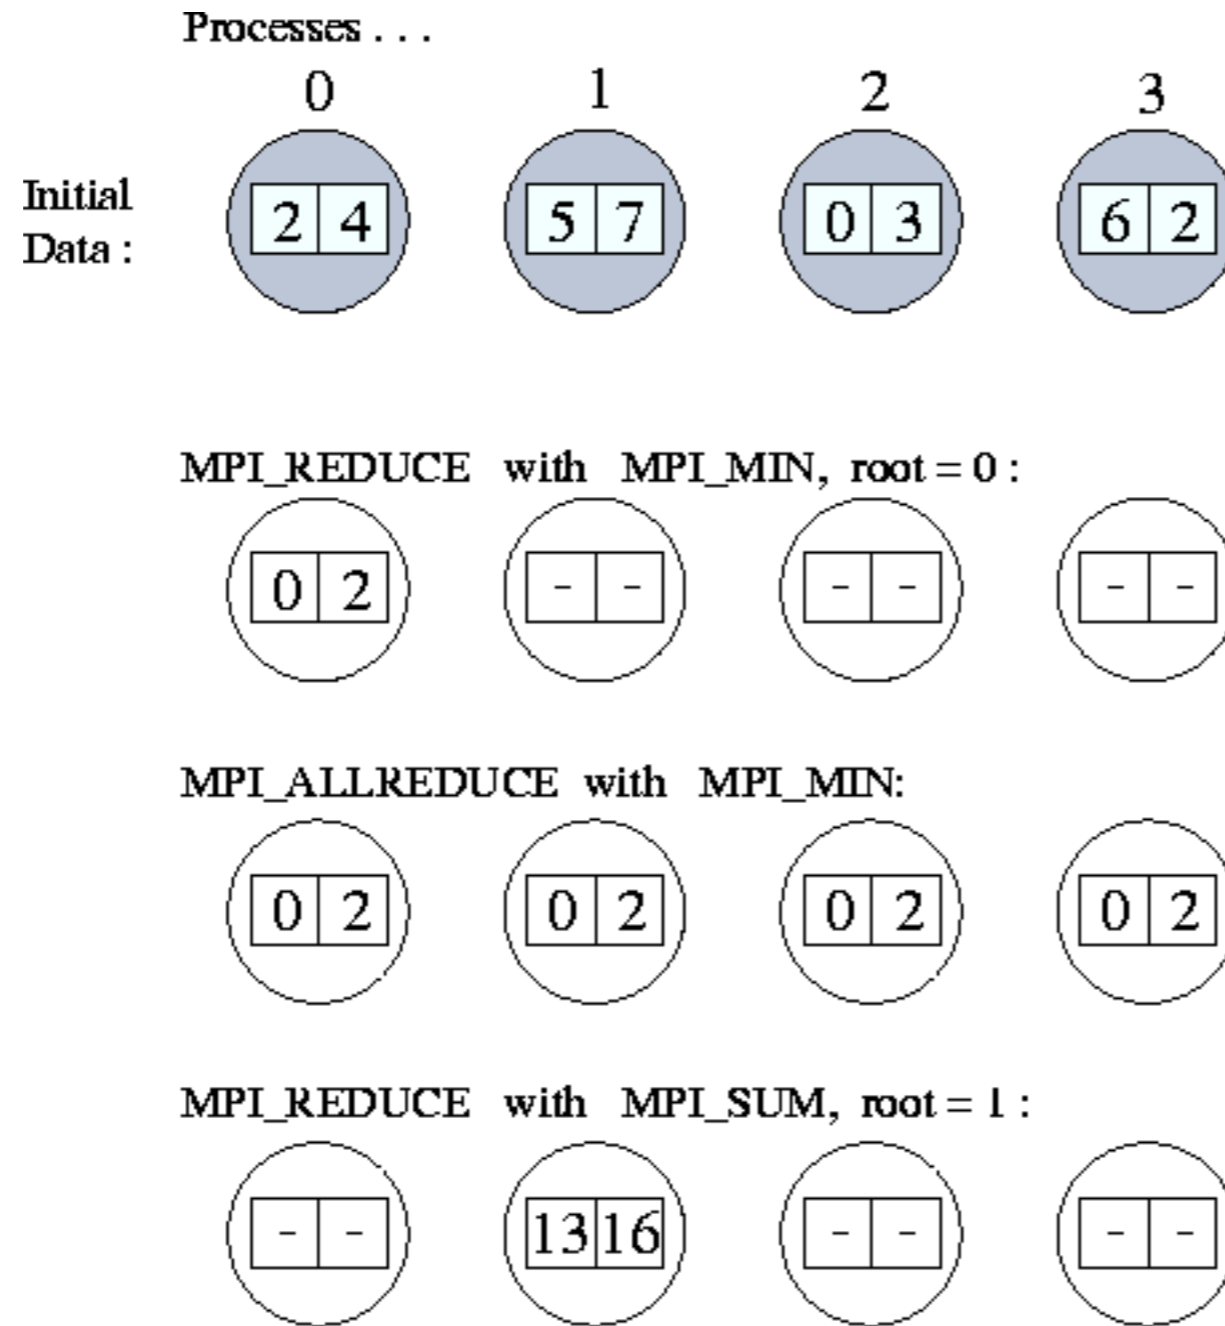 Processes . . .
0 1 2 3
Initial
Data :
2 4 5 7 0 3 6 2
MPI_REDUCE with MPI_MIN, root = 0 :
0 2 - - - - - -
MPI_ALLREDUCE with MPI_MIN:
0 2 0 2 0 2 0 2
MPI_REDUCE with MPI_SUM, root = 1 :
- - 13 16 - - - -